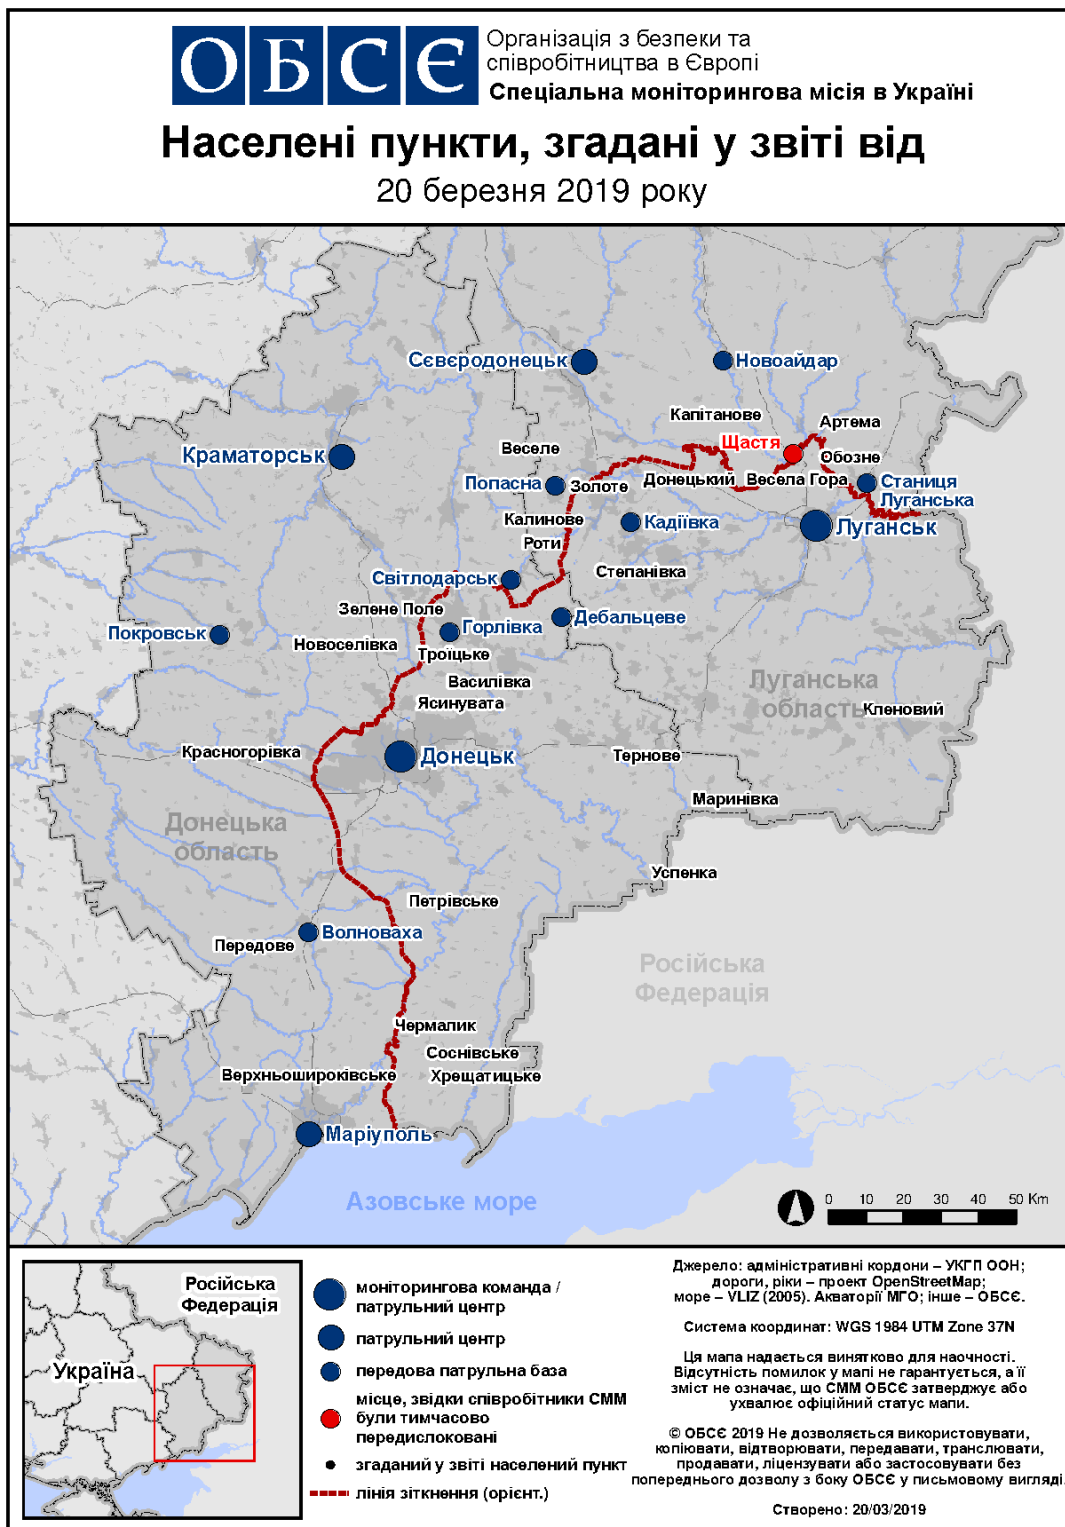 ОБСЄ
Організація з безпеки та
співробітництва в Європі
Спеціальна моніторингова місія в Україні
Населені пункти, згадані у звіті від
20 березня 2019 року
Сєвєродонецьк
Новоайдар
Капітанове
Артема
Щастя
Веселе
Обозне
Краматорськ
Попасна
Золоте
Донецький
Весела Гора
Станиця
Луганська
Калинове
Кадіївка
Луганськ
Роти
Степанівка
Світлодарськ
Зелене Поле
Горлівка
Дебальцеве
Покровськ
Новоселівка
Троїцьке
Василівка
Луганська
область
Ясинувата
Кленовий
Красногорівка
Донецьк
Тернове
Маринівка
Донецька
область
Успенка
Петрівське
Волноваха
Передове
Російська
Федерація
Чермалик
Соснівське
Верхньошироківське
Хрещатицьке
Маріуполь
Азовське море
0 10 20 30 40 50 Km
Російська
Федерація
Україна
моніторингова команда /
патрульний центр
патрульний центр
передова патрульна база
місце, звідки співробітники СММ
були тимчасово
передислоковані
згаданий у звіті населений пункт
лінія зіткнення (орієнт.)
Джерело: адміністративні кордони – УКГП ООН;
дороги, ріки – проект OpenStreetMap;
море – VLIZ (2005). Акваторії МГО; інше – ОБСЄ.
Система координат: WGS 1984 UTM Zone 37N
Ця мапа надається винятково для наочності.
Відсутність помилок у мапі не гарантується, а її
зміст не означає, що СММ ОБСЄ затверджує або
ухвалює офіційний статус мапи.
© ОБСЄ 2019 Не дозволяється використовувати,
копіювати, відтворювати, передавати, транслювати,
продавати, ліцензувати або застосовувати без
попереднього дозволу з боку ОБСЄ у письмовому вигляді.
Створено: 20/03/2019